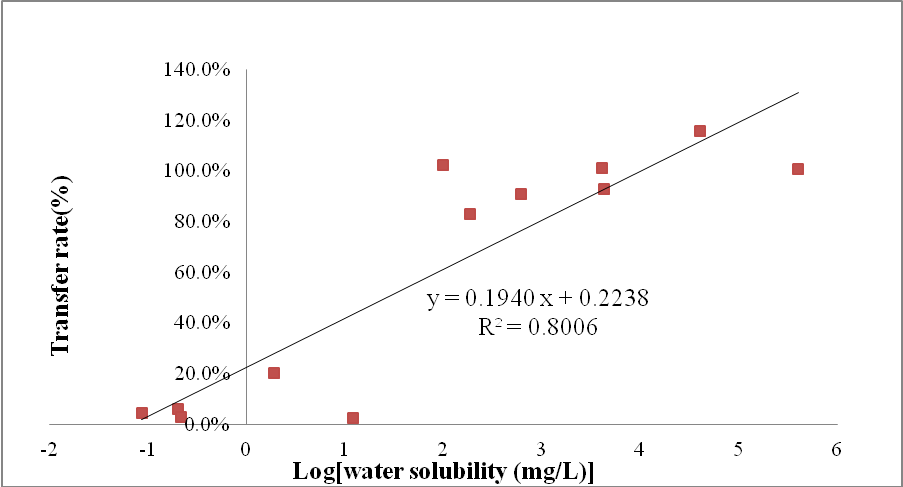 140.0%
120.0%
100.0%
80.0%
60.0%
40.0%
20.0%
0.0%
Transfer rate(%)
y = 0.1940 x + 0.2238
R² = 0.8006
-2 -1 0 1 2 3 4 5 6
Log[water solubility (mg/L)]